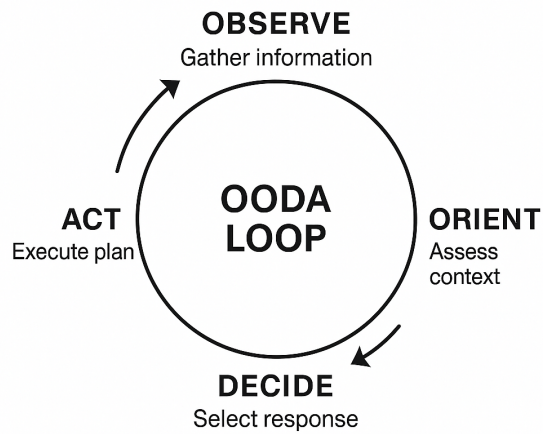 OBSERVE
Gather information
OODA
LOOP
ACT
Execute plan
ORIENT
Assess
context
DECIDE
Select response